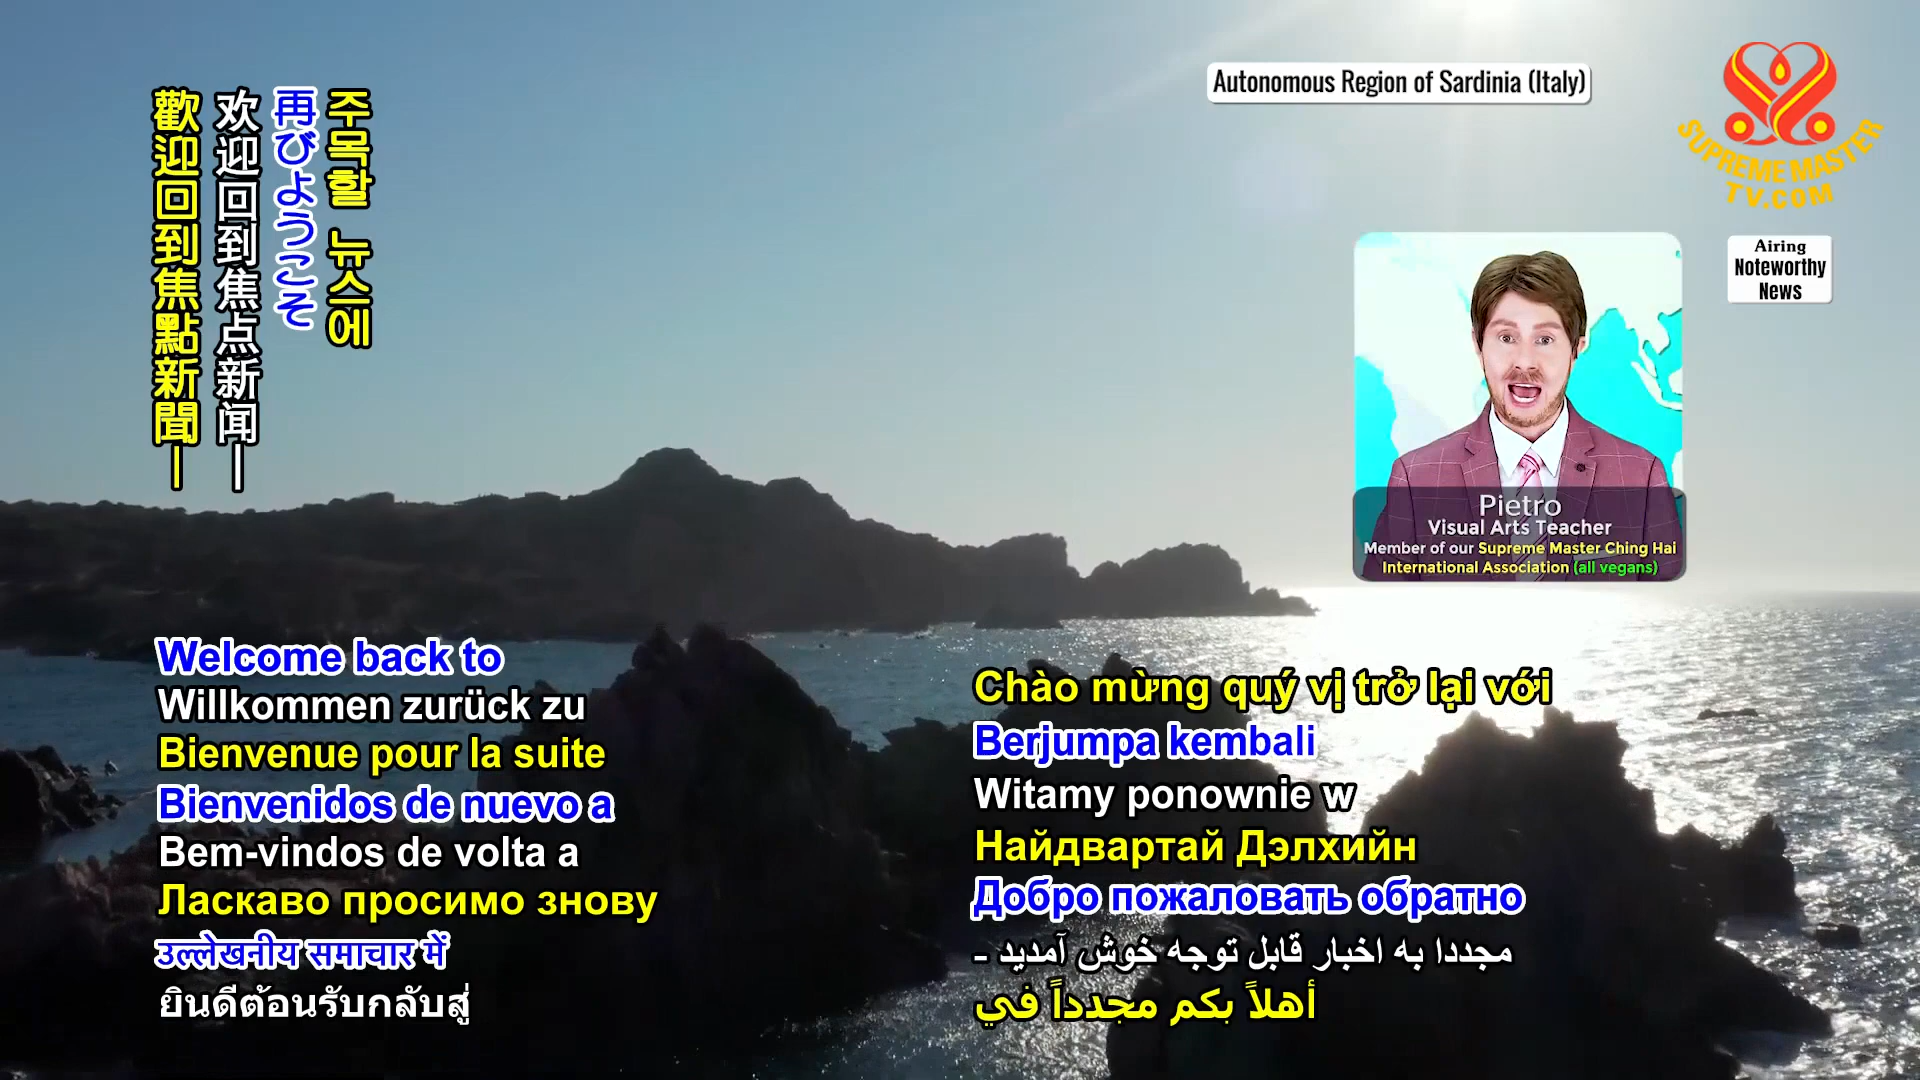 歡迎回到焦點新聞—
欢迎回到焦点新闻—
再びようこそ
주목할 뉴스에
Autonomous Region of Sardinia (Italy)
SUPREME MASTER
TV.COM
Airing
Noteworthy
News
Pietro
Visual Arts Teacher
Member of our Supreme Master Ching Hai
International Association (all vegans)
Welcome back to
Willkommen zurück zu
Bienvenue pour la suite
Bienvenidos de nuevo a
Bem-vindos de volta a
Ласкаво просимо знову
उल्लेखनीय समाचार में
ยินดีต้อนรับกลับสู่
Chào mừng quý vị trở lại với
Berjumpa kembali
Witamy ponownie w
Найдвартай Дэлхийн
Добро пожаловать обратно
مجددا به اخبار قابل توجه خوش آمدید -
أهلاً بكم مجدداً في